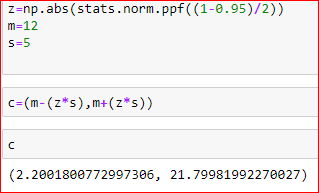 z=np.abs(stats.norm.ppf((1-0.95)/2))
m=12
s=5
c=(m-(z*s),m+(z*s))
c
(2.2001800772997306, 21.79981992270027)